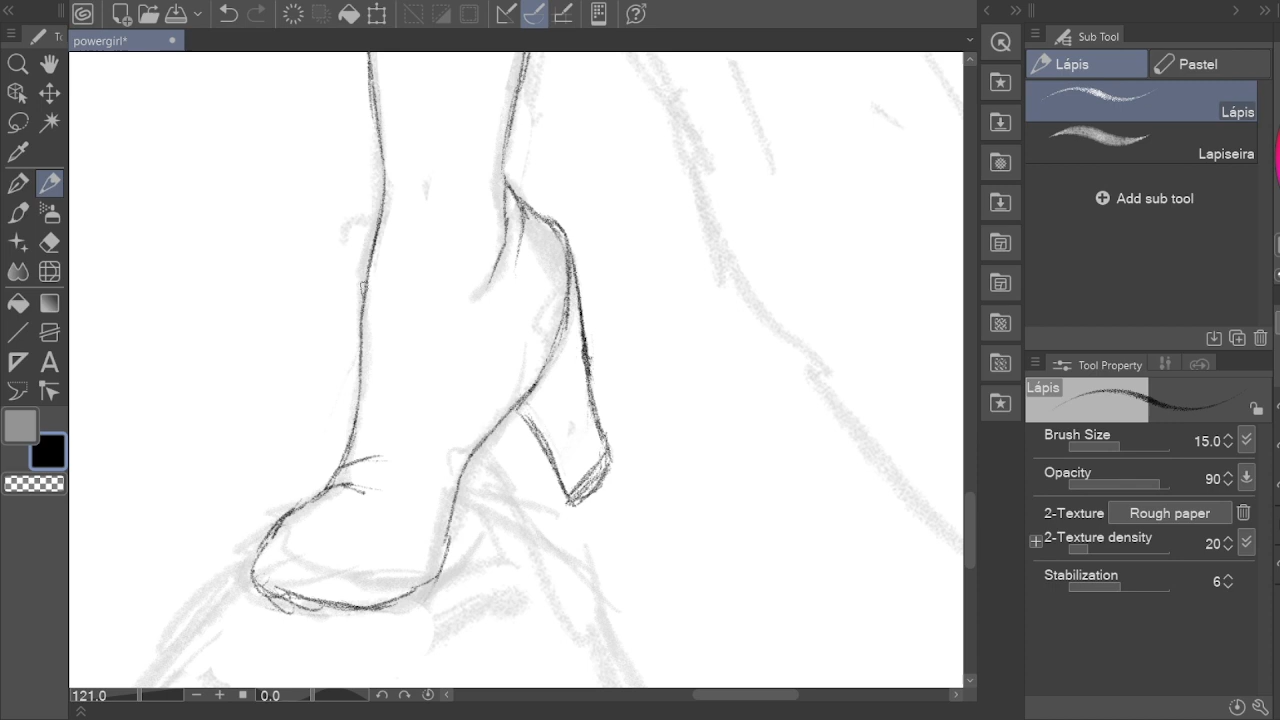 To
powergirl*
Sub Tool
Lápis
Pastel
Lápis
Lapiseira
Add sub tool
Tool Property
Lápis
Brush Size 15.0
Opacity 90
2-Texture Rough paper
2-Texture density 20
Stabilization 6
121.0
0.0